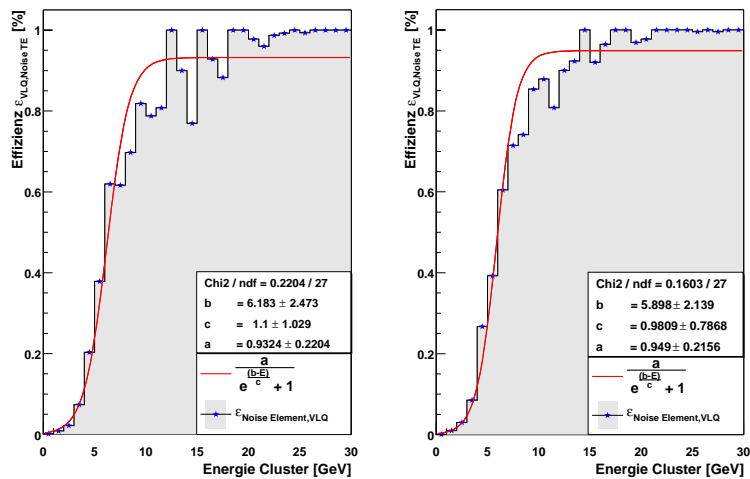 Effizienz ε VLQ,Noise TE [%]
1
0.8
0.6
0.4
0.2
0
0 5 10 15 20 25 30
Energie Cluster [GeV]
Chi2 / ndf = 0.2204 / 27
b = 6.183 ± 2.473
c = 1.1 ± 1.029
a = 0.9324 ± 0.2204
a
(b-E)
e c + 1
ε Noise Element,VLQ
Effizienz ε VLQ,Noise TE [%]
1
0.8
0.6
0.4
0.2
0
0 5 10 15 20 25 30
Energie Cluster [GeV]
Chi2 / ndf = 0.1603 / 27
b = 5.898 ± 2.139
c = 0.9809 ± 0.7868
a = 0.949 ± 0.2156
a
(b-E)
e c + 1
ε Noise Element,VLQ